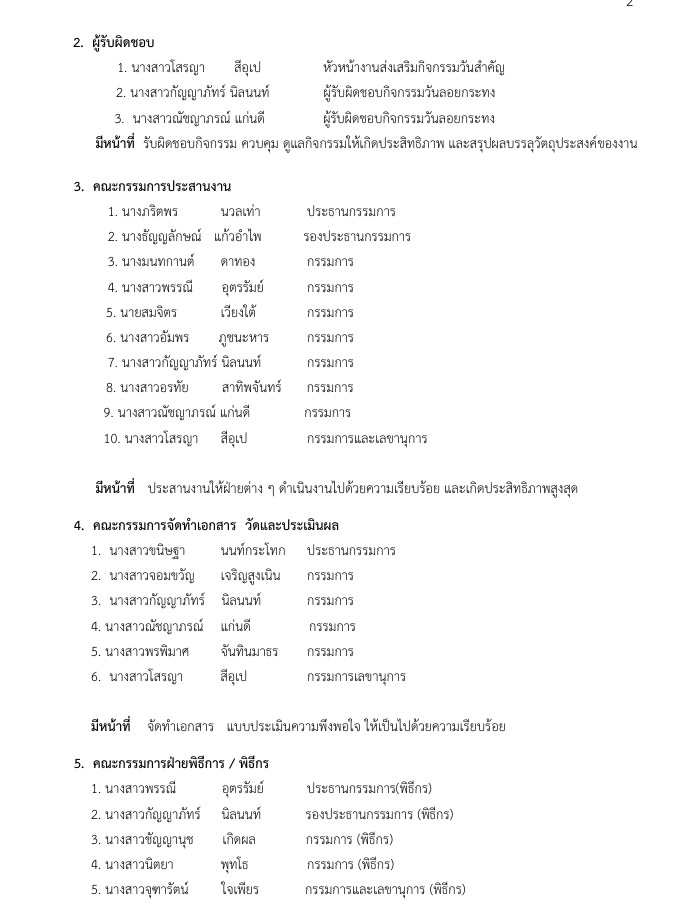 2
2. ผู้รับผิดชอบ
1. นางสาวโสรญา สีอุเป หัวหน้างานส่งเสริมกิจกรรมวันสำคัญ
2. นางสาวกัญญาภัทร์ นิลนนท์ ผู้รับผิดชอบกิจกรรมวันลอยกระทง
3. นางสาวณัชญาภรณ์ แก่นดี ผู้รับผิดชอบกิจกรรมวันลอยกระทง
มีหน้าที่ รับผิดชอบกิจกรรม ควบคุม ดูแลกิจกรรมให้เกิดประสิทธิภาพ และสรุปผลบรรลุวัตถุประสงค์ของงาน
3. คณะกรรมการประสานงาน
1. นางภริตพร นวลเท่า ประธานกรรมการ
2. นางธัญญลักษณ์ แก้วอำไพ รองประธานกรรมการ
3. นางมนทกานต์ ดาทอง กรรมการ
4. นางสาวพรรณี อุตรรัมย์ กรรมการ
5. นายสมจิตร เวียงใต้ กรรมการ
6. นางสาวอัมพร ภูชนะหาร กรรมการ
7. นางสาวกัญญาภัทร์ นิลนนท์ กรรมการ
8. นางสาวอรทัย สาทิพจันทร์ กรรมการ
9. นางสาวณัชญาภรณ์ แก่นดี กรรมการ
10. นางสาวโสรญา สีอุเป กรรมการและเลขานุการ
มีหน้าที่ ประสานงานให้ฝ่ายต่าง ๆ ดำเนินงานไปด้วยความเรียบร้อย และเกิดประสิทธิภาพสูงสุด
4. คณะกรรมการจัดทำเอกสาร วัดและประเมินผล
1. นางสาวขนิษฐา นนท์กระโทก ประธานกรรมการ
2. นางสาวจอมขวัญ เจริญสูงเนิน กรรมการ
3. นางสาวกัญญาภัทร์ นิลนนท์ กรรมการ
4. นางสาวณัชญาภรณ์ แก่นดี กรรมการ
5. นางสาวพรพิมาศ จันทินมาธร กรรมการ
6. นางสาวโสรญา สีอุเป กรรมการเลขานุการ
มีหน้าที่ จัดทำเอกสาร แบบประเมินความพึงพอใจ ให้เป็นไปด้วยความเรียบร้อย
5. คณะกรรมการฝ่ายพิธีการ / พิธีกร
1. นางสาวพรรณี อุตรรัมย์ ประธานกรรมการ(พิธีกร)
2. นางสาวกัญญาภัทร์ นิลนนท์ รองประธานกรรมการ (พิธีกร)
3. นางสาวชัญญานุช เกิดผล กรรมการ (พิธีกร)
4. นางสาวนิตยา พุทโธ กรรมการ (พิธีกร)
5. นางสาวจุฑารัตน์ ใจเพียร กรรมการและเลขานุการ (พิธีกร)